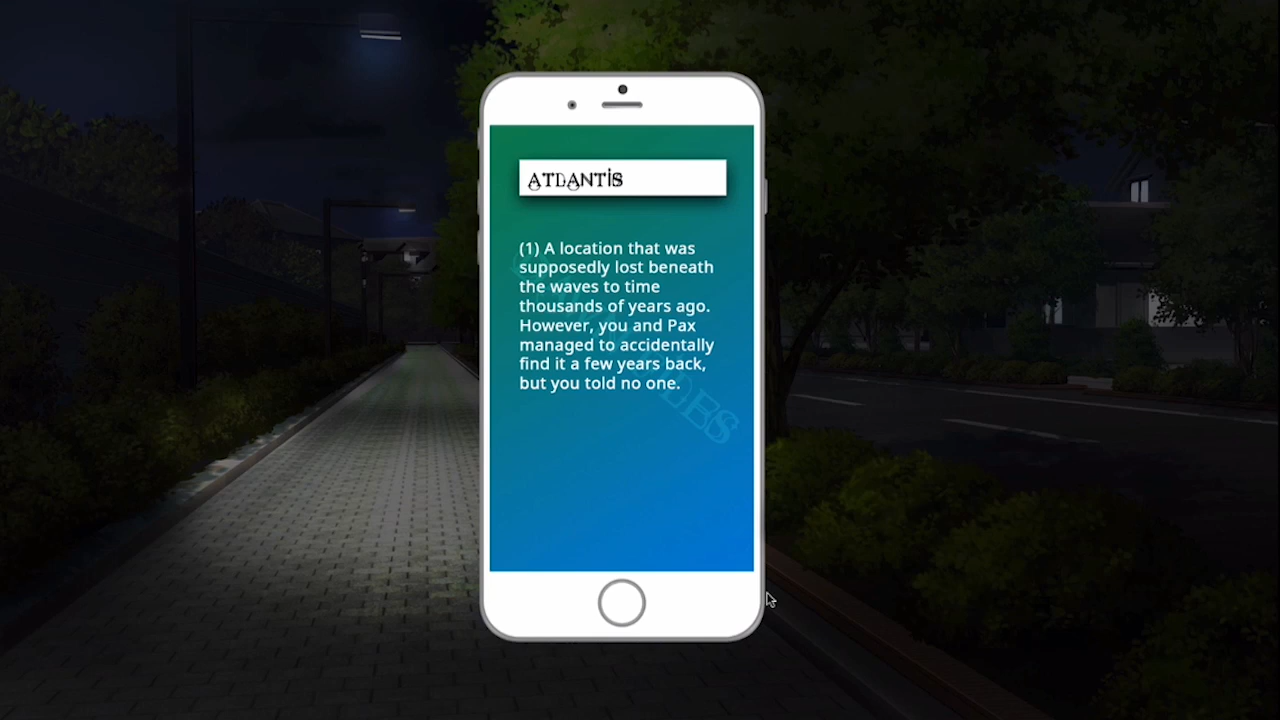 ATLANTIS
(1) A location that was
supposedly lost beneath
the waves to time
thousands of years ago.
However, you and Pax
managed to accidentally
find it a few years back,
but you told no one.